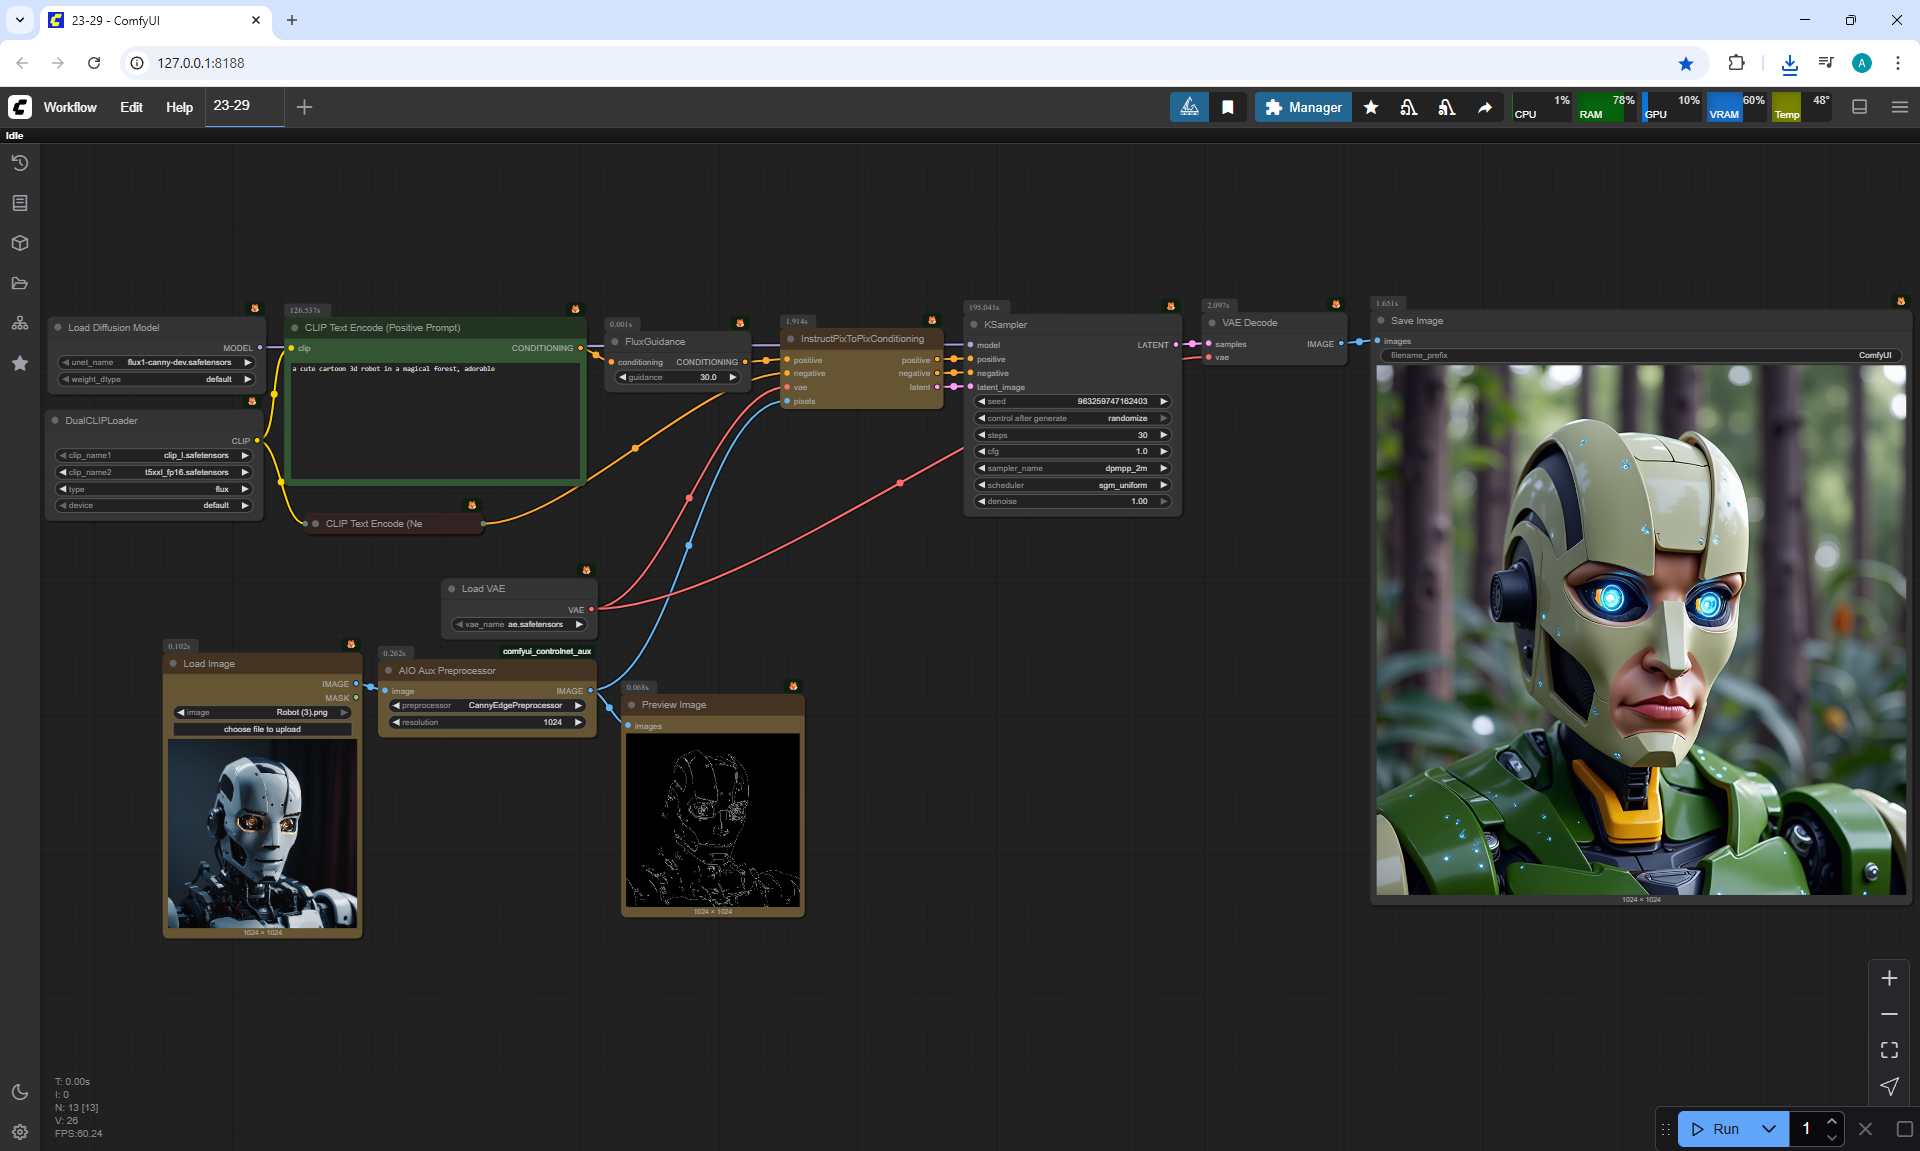 23-29 - ComfyUI
127.0.0.1:8188
A
Workflow
Edit
Help
23-29
Manager
CPU 1%
RAM 78%
GPU 10%
VRAM 60%
Temp 48°
Idle
Load Diffusion Model
MODEL
unet_name flux1-canny-dev.safetensors
weight_dtype default
DualCLIPLoader
CLIP
clip_name1 clip_l.safetensors
clip_name2 t5xxl_fp16.safetensors
type flux
device default
126.537s
CLIP Text Encode (Positive Prompt)
clip CONDITIONING
a cute cartoon 3d robot in a magical forest, adorable
CLIP Text Encode (Ne
0.001s
FluxGuidance
conditioning CONDITIONING
guidance 30.0
1.914s
InstructPixToPixConditioning
positive positive
negative negative
vae latent
pixels
195.041s
KSampler
model LATENT
positive
negative
latent_image
seed 963259747162403
control after generate randomize
steps 30
cfg 1.0
sampler_name dpmpp_2m
scheduler sgm_uniform
denoise 1.00
2.097s
VAE Decode
samples IMAGE
vae
1.651s
Save Image
images
filename_prefix ComfyUI
1024 × 1024
Load VAE
VAE
vae_name ae.safetensors
0.102s
Load Image
IMAGE
MASK
image Robot (3).png
choose file to upload
1024 × 1024
comfyui_controlnet_aux
0.262s
AIO Aux Preprocessor
image IMAGE
preprocessor CannyEdgePreprocessor
resolution 1024
0.068s
Preview Image
images
1024 × 1024
T: 0.00s
I: 0
N: 13 [13]
V: 26
FPS:60.24
Run
1